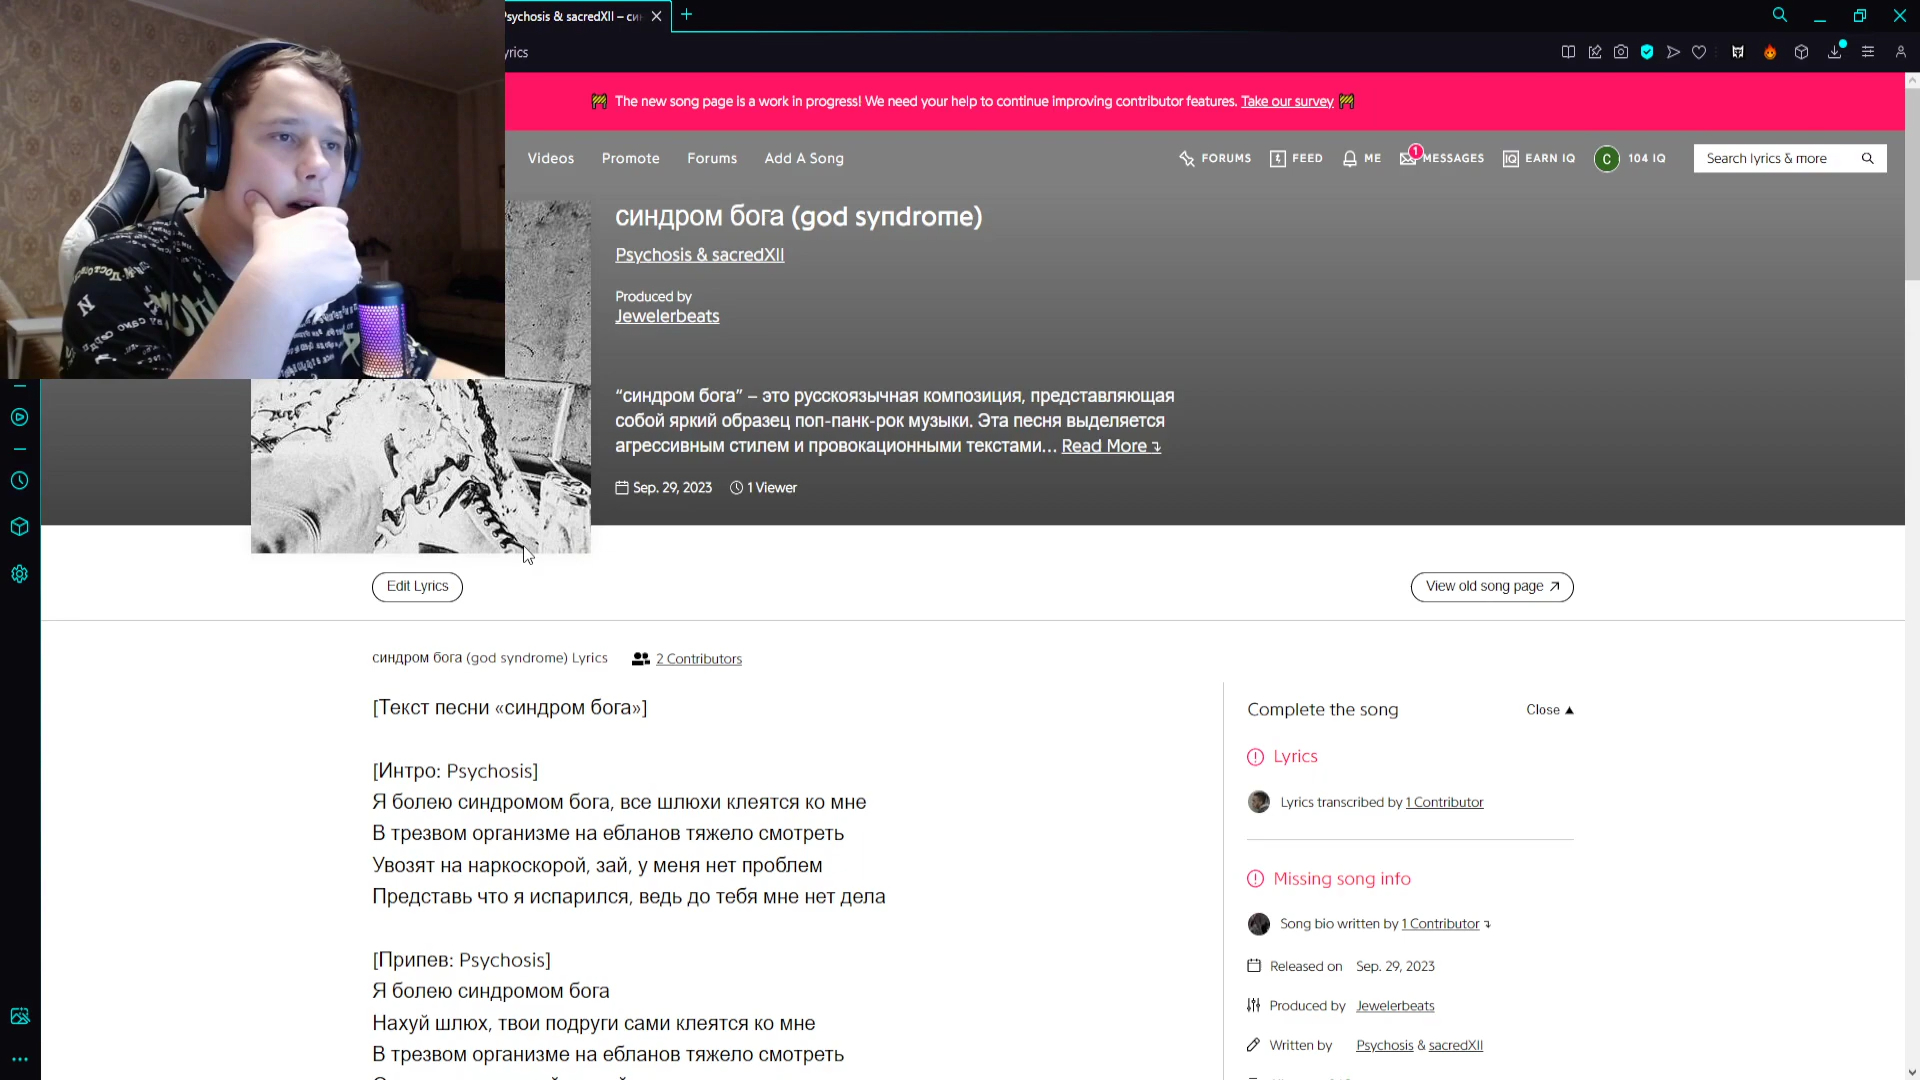 Psychosis & sacredXII – си
yrics
The new song page is a work in progress! We need your help to continue improving contributor features. Take our survey
Videos Promote Forums Add A Song FORUMS FEED ME 1 MESSAGES EARN IQ C 104 IQ Search lyrics & more
синдром бога (god syndrome)
Psychosis & sacredXII
Produced by
Jewelerbeats
“синдром бога” – это русскоязычная композиция, представляющая
собой яркий образец поп-панк-рок музыки. Эта песня выделяется
агрессивным стилем и провокационными текстами... Read More
Sep. 29, 2023 1 Viewer
Edit Lyrics View old song page
синдром бога (god syndrome) Lyrics 2 Contributors
[Текст песни «синдром бога»]
[Интро: Psychosis]
Я болею синдромом бога, все шлюхи клеятся ко мне
В трезвом организме на ебланов тяжело смотреть
Увозят на наркоскорой, зай, у меня нет проблем
Представь что я испарился, ведь до тебя мне нет дела
[Припев: Psychosis]
Я болею синдромом бога
Нахуй шлюх, твои подруги сами клеятся ко мне
В трезвом организме на ебланов тяжело смотреть
Complete the song Close
Lyrics
Lyrics transcribed by 1 Contributor
Missing song info
Song bio written by 1 Contributor
Released on Sep. 29, 2023
Produced by Jewelerbeats
Written by Psychosis & sacredXII